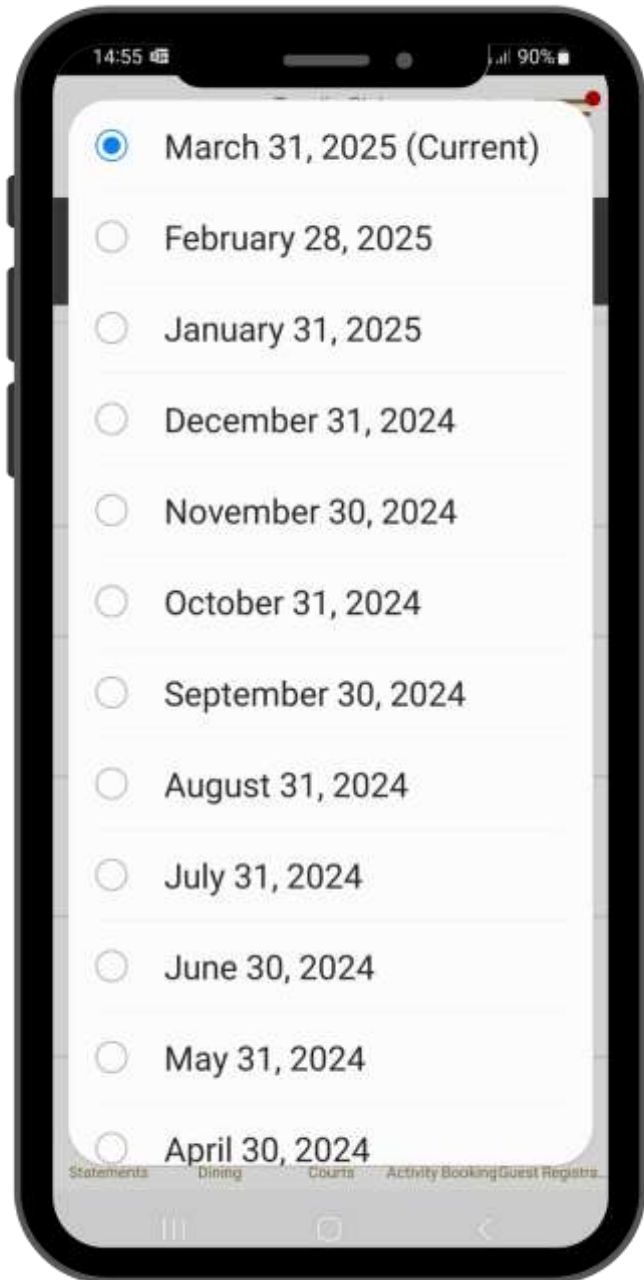 14:55
90%
March 31, 2025 (Current)
February 28, 2025
January 31, 2025
December 31, 2024
November 30, 2024
October 31, 2024
September 30, 2024
August 31, 2024
July 31, 2024
June 30, 2024
May 31, 2024
April 30, 2024
Statements Dining Courts Activity Booking Guest Registra...